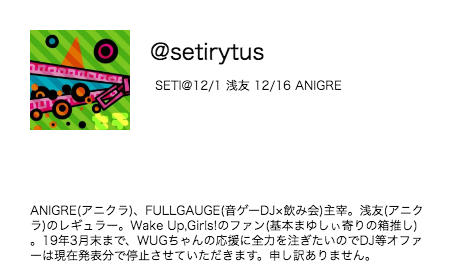 @setirytus
SETI@12/1 浅友 12/16 ANIGRE
ANIGRE(アニクラ)、FULLGAUGE(音ゲーDJ×飲み会)主宰。浅友(アニク
ラ)のレギュラー。Wake Up,Girls!のファン(基本まゆしぃ寄りの箱推し)
。19年3月末まで、WUGちゃんの応援に全力を注ぎたいのでDJ等オファ
ーは現在発表分で停止させていただきます。申し訳ありません。